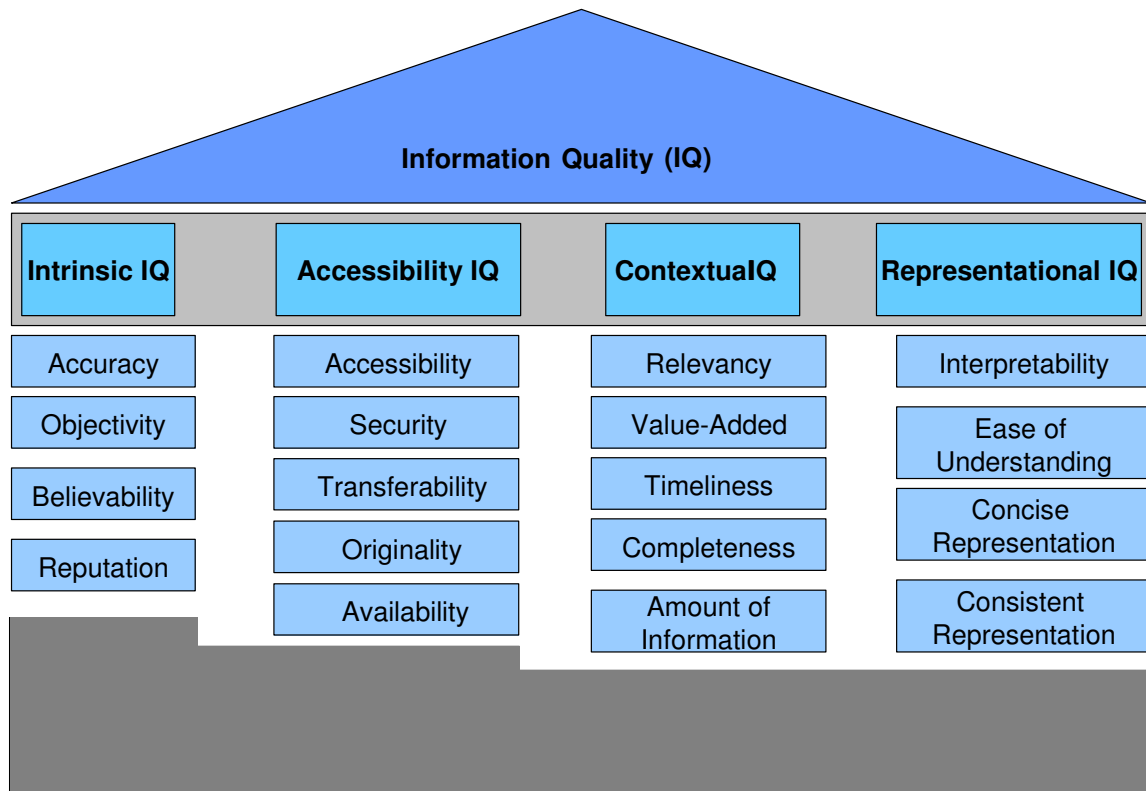 Information Quality (IQ)
Intrinsic IQ
Accessibility IQ
ContextualIQ
Representational IQ
Accuracy
Objectivity
Believability
Reputation
Accessibility
Security
Transferability
Originality
Availability
Relevancy
Value-Added
Timeliness
Completeness
Amount of
Information
Interpretability
Ease of
Understanding
Concise
Representation
Consistent
Representation